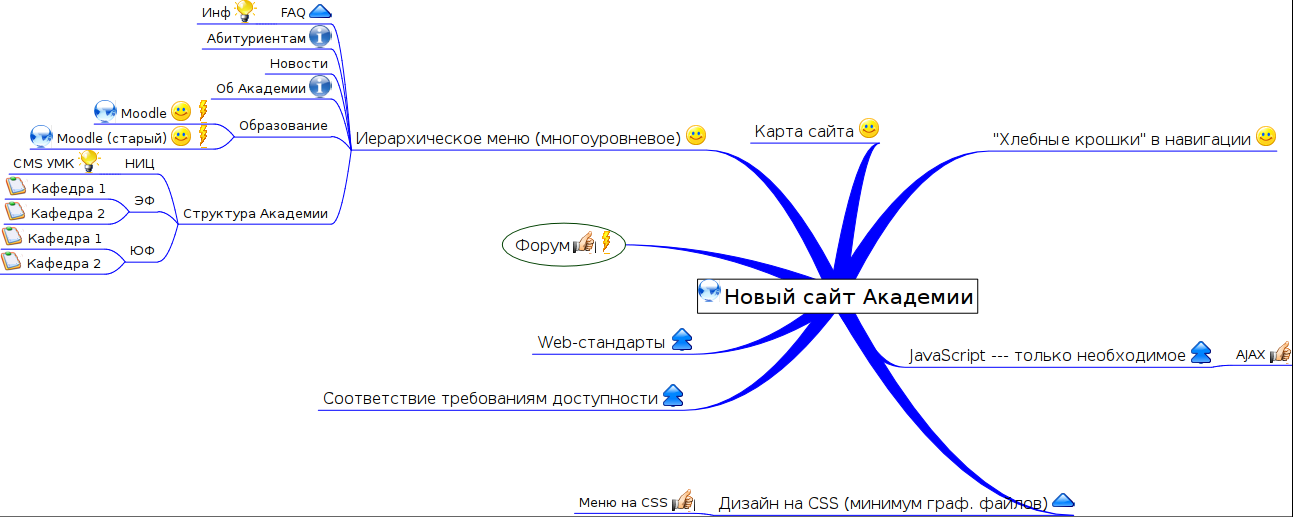 Инф FAQ
Абитуриентам
Новости
Об Академии
Moodle
Образование
Moodle (старый)
Иерархическое меню (многоуровневое)
Карта сайта
"Хлебные крошки" в навигации
CMS УМК НИЦ
Кафедра 1
ЭФ
Кафедра 2
Структура Академии
Кафедра 1
ЮФ
Кафедра 2
Форум
Новый сайт Академии
Web-стандарты
JavaScript --- только необходимое AJAX
Соответствие требованиям доступности
Меню на CSS Дизайн на CSS (минимум граф. файлов)